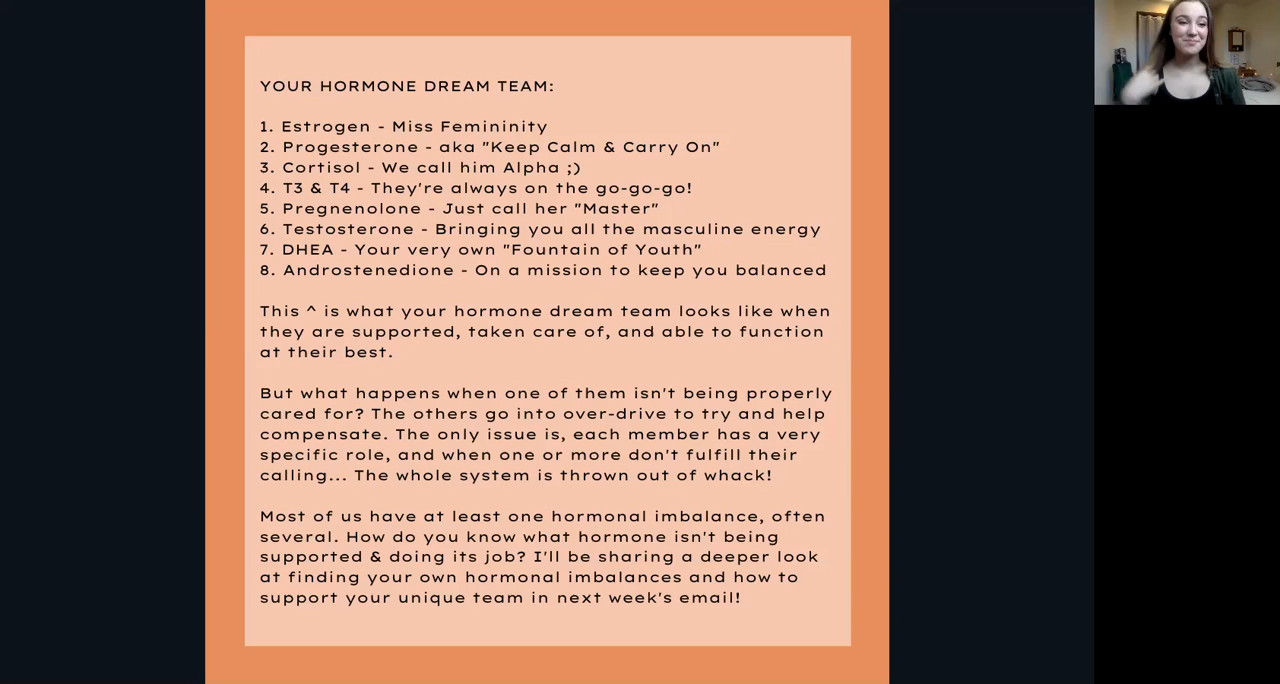 YOUR HORMONE DREAM TEAM:
1. Estrogen - Miss Femininity
2. Progesterone - aka "Keep Calm & Carry On"
3. Cortisol - We call him Alpha ;)
4. T3 & T4 - They're always on the go-go-go!
5. Pregnenolone - Just call her "Master"
6. Testosterone - Bringing you all the masculine energy
7. DHEA - Your very own "Fountain of Youth"
8. Androstenedione - On a mission to keep you balanced
This ^ is what your hormone dream team looks like when
they are supported, taken care of, and able to function
at their best.
But what happens when one of them isn't being properly
cared for? The others go into over-drive to try and help
compensate. The only issue is, each member has a very
specific role, and when one or more don't fulfill their
calling... The whole system is thrown out of whack!
Most of us have at least one hormonal imbalance, often
several. How do you know what hormone isn't being
supported & doing its job? I'll be sharing a deeper look
at finding your own hormonal imbalances and how to
support your unique team in next week's email!